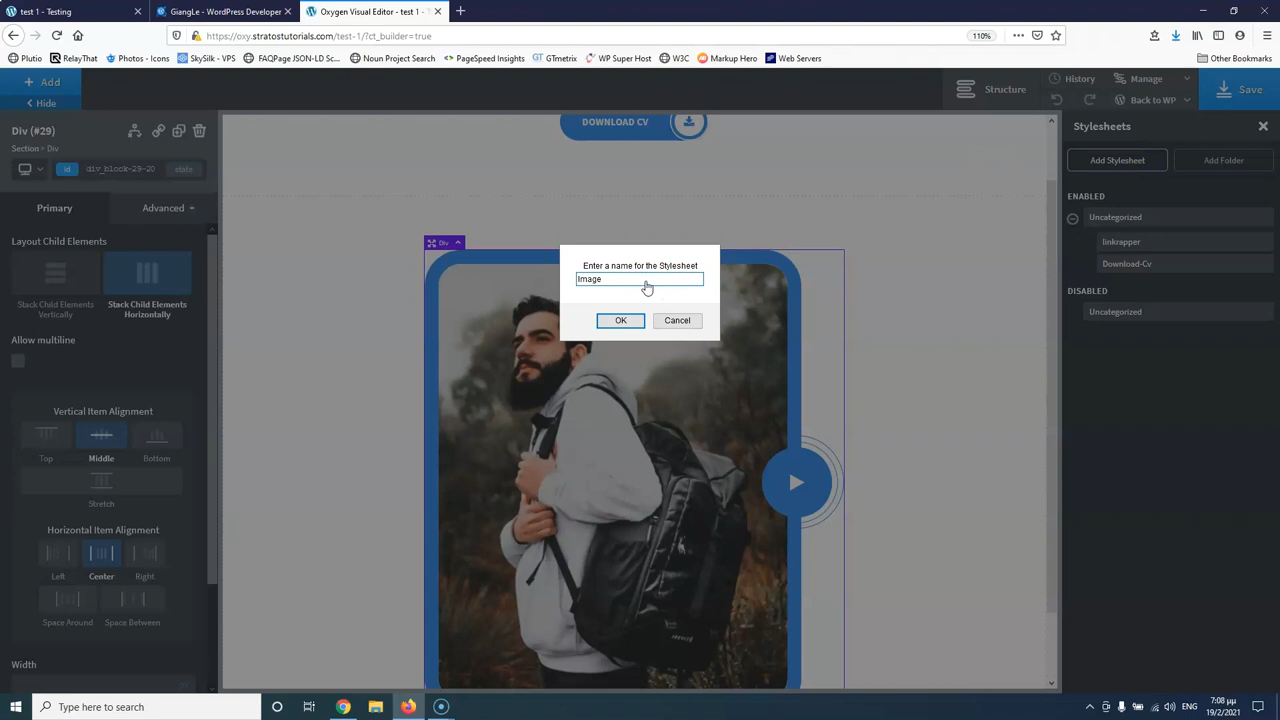 test 1 - Testing
GiangLe - WordPress Developer
Oxygen Visual Editor - test 1 -
https://oxy.stratostutorials.com/test-1/?ct_builder=true
110%
Plutio
RelayThat
Photos - Icons
SkySilk - VPS
FAQPage JSON-LD Sc...
Noun Project Search
PageSpeed Insights
GTmetrix
WP Super Host
W3C
Markup Hero
Web Servers
Other Bookmarks
+ Add
< Hide
Structure
History
Manage
Back to WP
Save
Div (#29)
Section > Div
id
div_block-29-20
state
Primary
Advanced
Layout Child Elements
Stack Child Elements
Vertically
Stack Child Elements
Horizontally
Allow multiline
Vertical Item Alignment
Top
Middle
Bottom
Stretch
Horizontal Item Alignment
Left
Center
Right
Space Around
Space Between
Width
DOWNLOAD CV
Div
Enter a name for the Stylesheet
Image
OK
Cancel
Stylesheets
Add Stylesheet
Add Folder
ENABLED
Uncategorized
linkrapper
Download-Cv
DISABLED
Uncategorized
Type here to search
7:08 μμ
19/2/2021